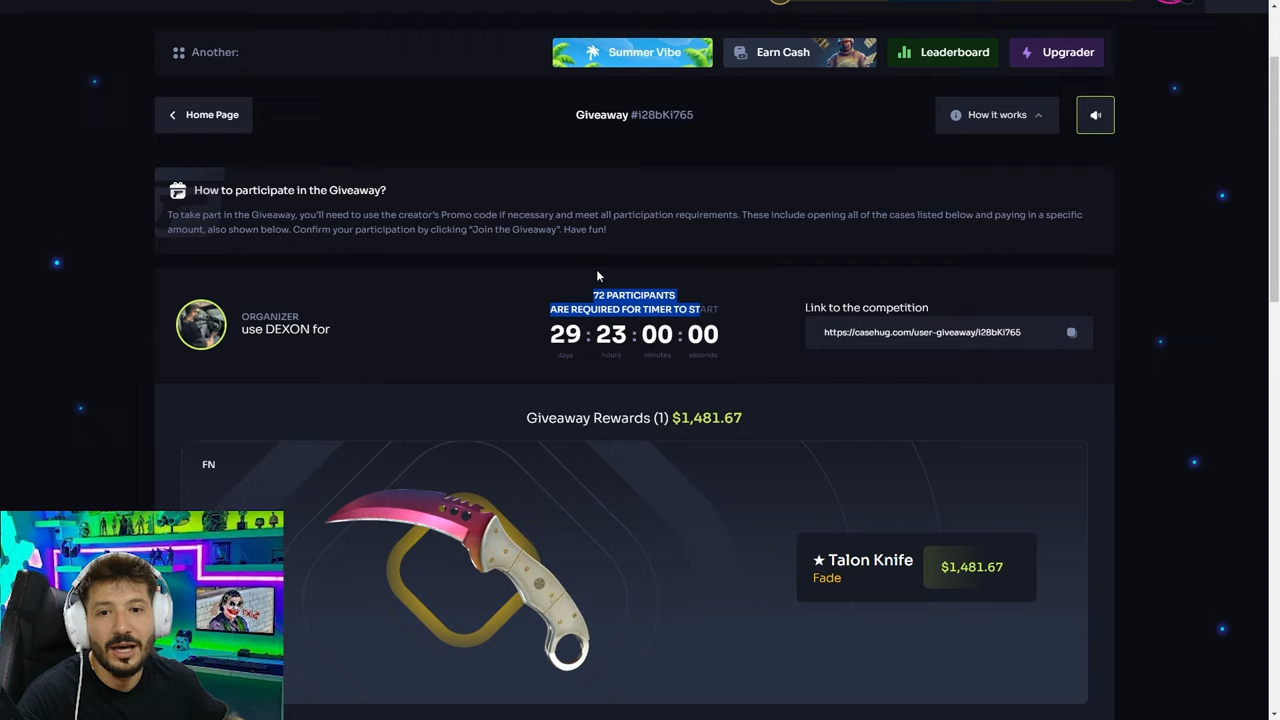 Another:
Summer Vibe
Earn Cash
Leaderboard
Upgrader
Home Page
Giveaway #i28bKi765
How it works
How to participate in the Giveaway?
To take part in the Giveaway, you'll need to use the creator's Promo code if necessary and meet all participation requirements. These include opening all of the cases listed below and paying in a specific
amount, also shown below. Confirm your participation by clicking "Join the Giveaway". Have fun!
ORGANIZER
use DEXON for
72 PARTICIPANTS
ARE REQUIRED FOR TIMER TO START
29 : 23 : 00 : 00
days hours minutes seconds
Link to the competition
https://casehug.com/user-giveaway/i28bKi765
Giveaway Rewards (1) $1,481.67
FN
★ Talon Knife
Fade
$1,481.67